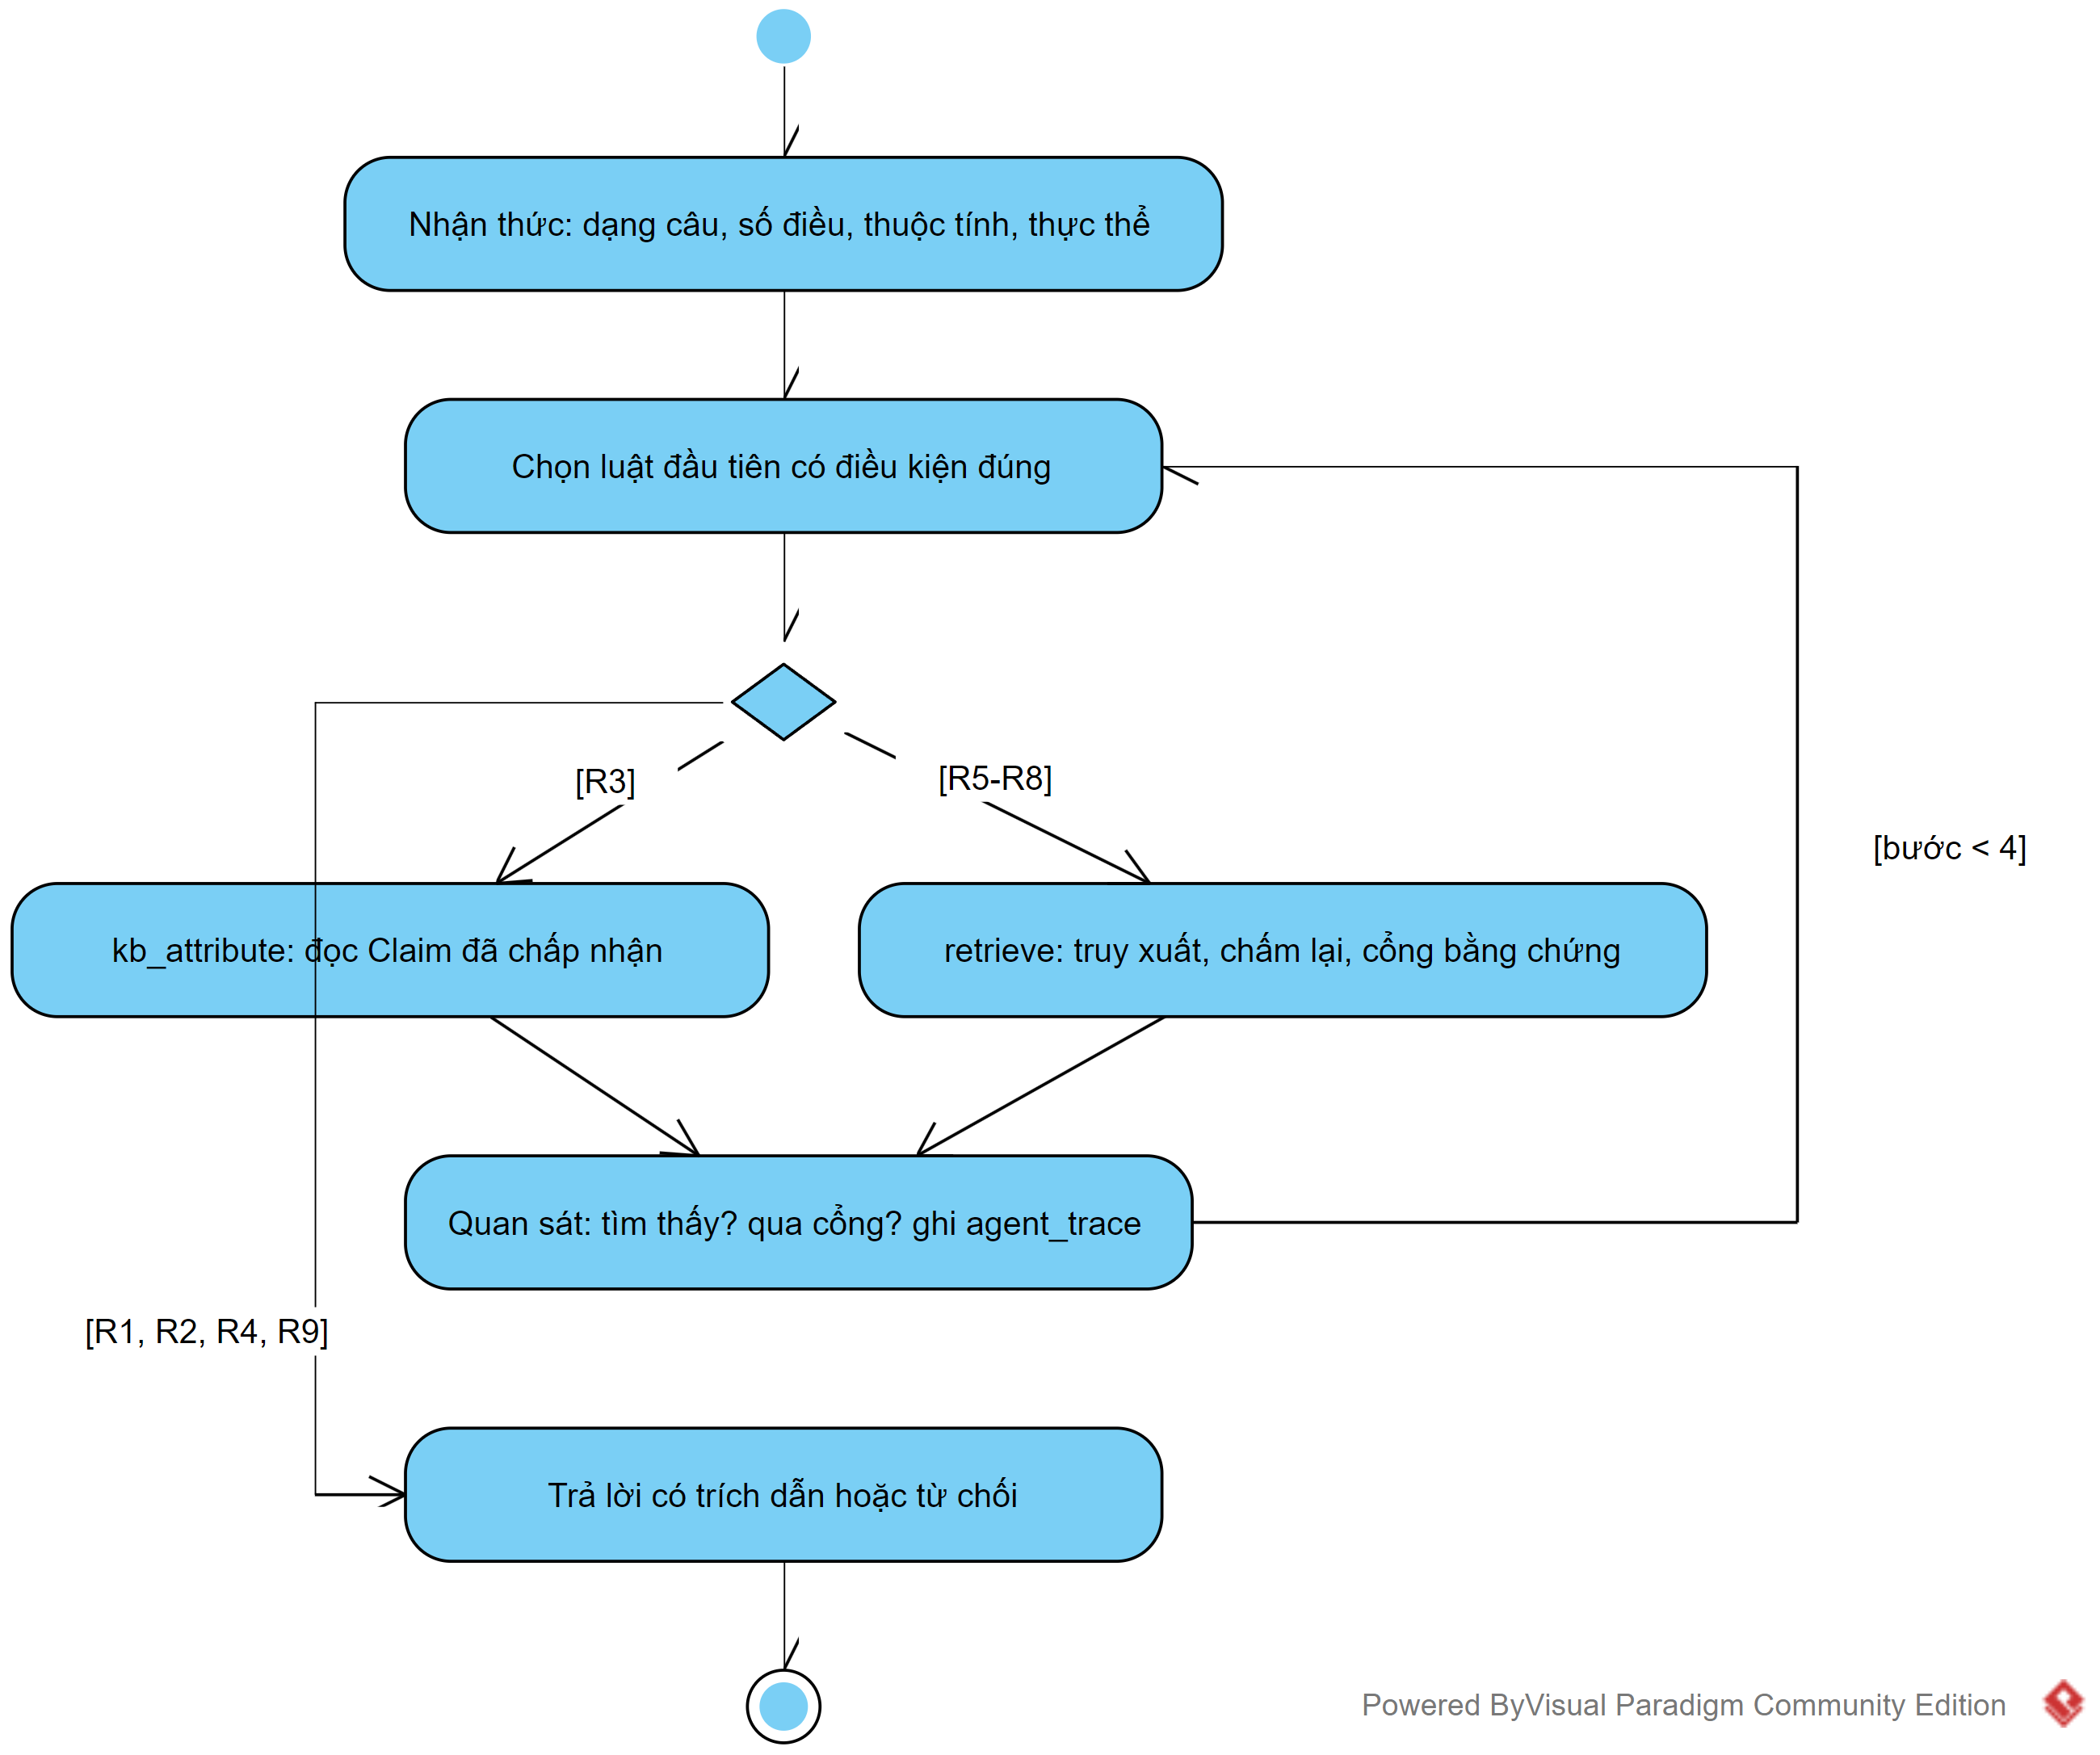 Nhận thức: dạng câu, số điều, thuộc tính, thực thể
Chọn luật đầu tiên có điều kiện đúng
[R3]
[R5-R8]
[bước < 4]
kb_attribute: đọc Claim đã chấp nhận
retrieve: truy xuất, chấm lại, cổng bằng chứng
Quan sát: tìm thấy? qua cổng? ghi agent_trace
[R1, R2, R4, R9]
Trả lời có trích dẫn hoặc từ chối
Powered ByVisual Paradigm Community Edition